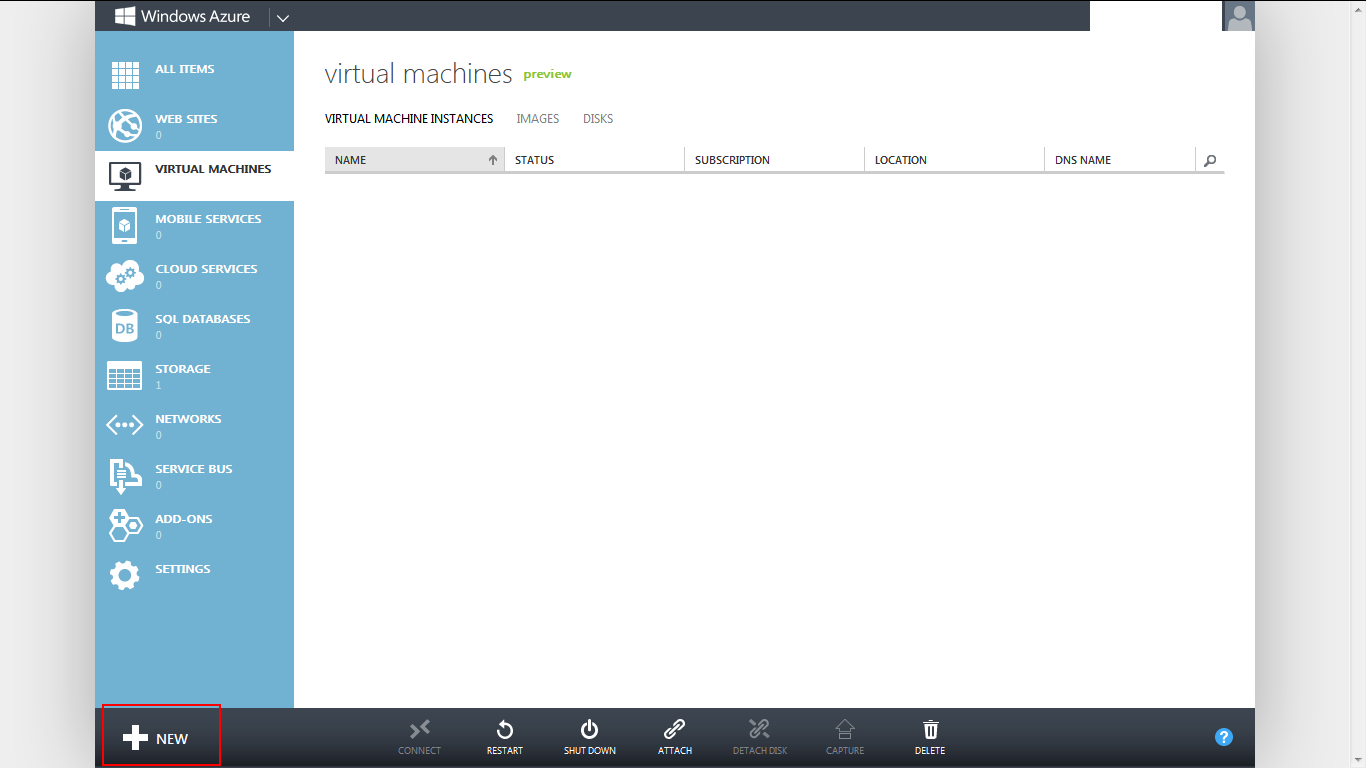 Windows Azure
ALL ITEMS
WEB SITES
0
VIRTUAL MACHINES
MOBILE SERVICES
0
CLOUD SERVICES
0
DB
SQL DATABASES
0
STORAGE
1
NETWORKS
0
SERVICE BUS
0
ADD-ONS
0
SETTINGS
virtual machines preview
VIRTUAL MACHINE INSTANCES IMAGES DISKS
NAME STATUS SUBSCRIPTION LOCATION DNS NAME
NEW
CONNECT RESTART SHUT DOWN ATTACH DETACH DISK CAPTURE DELETE
?